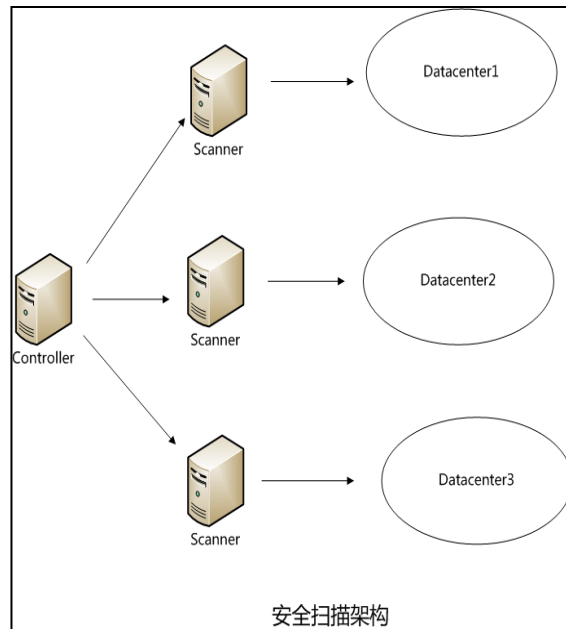 Datacenter1
Scanner
Datacenter2
Scanner
Controller
Datacenter3
Scanner
安全扫描架构